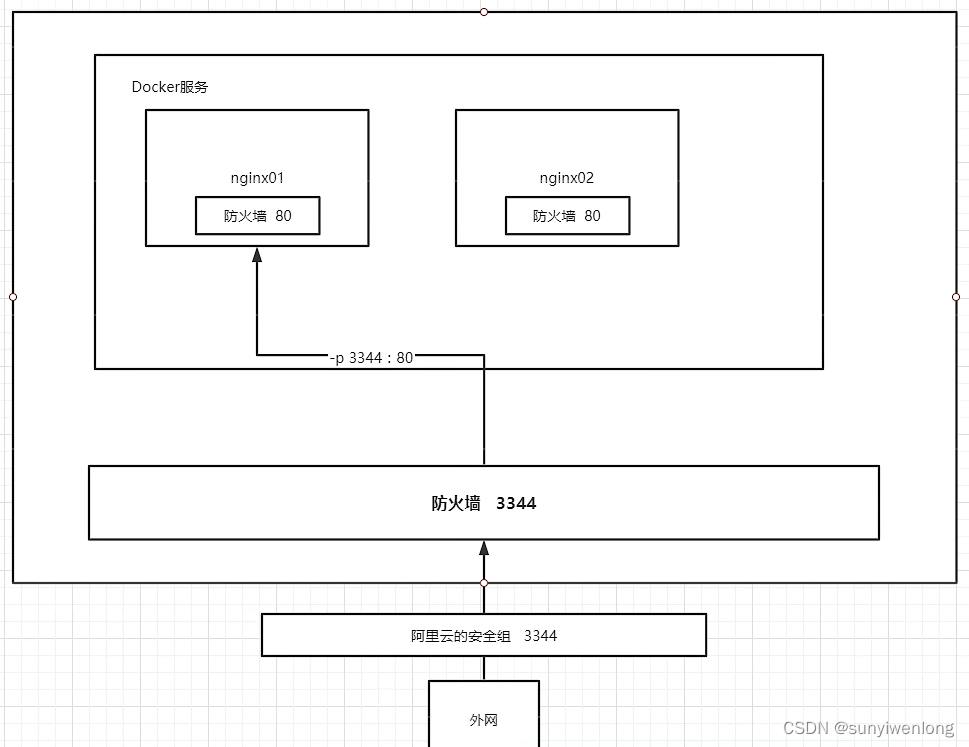 Docker服务
nginx01
防火墙 80
nginx02
防火墙 80
-p 3344：80
防火墙 3344
阿里云的安全组 3344
外网
CSDN @sunyiwenlong